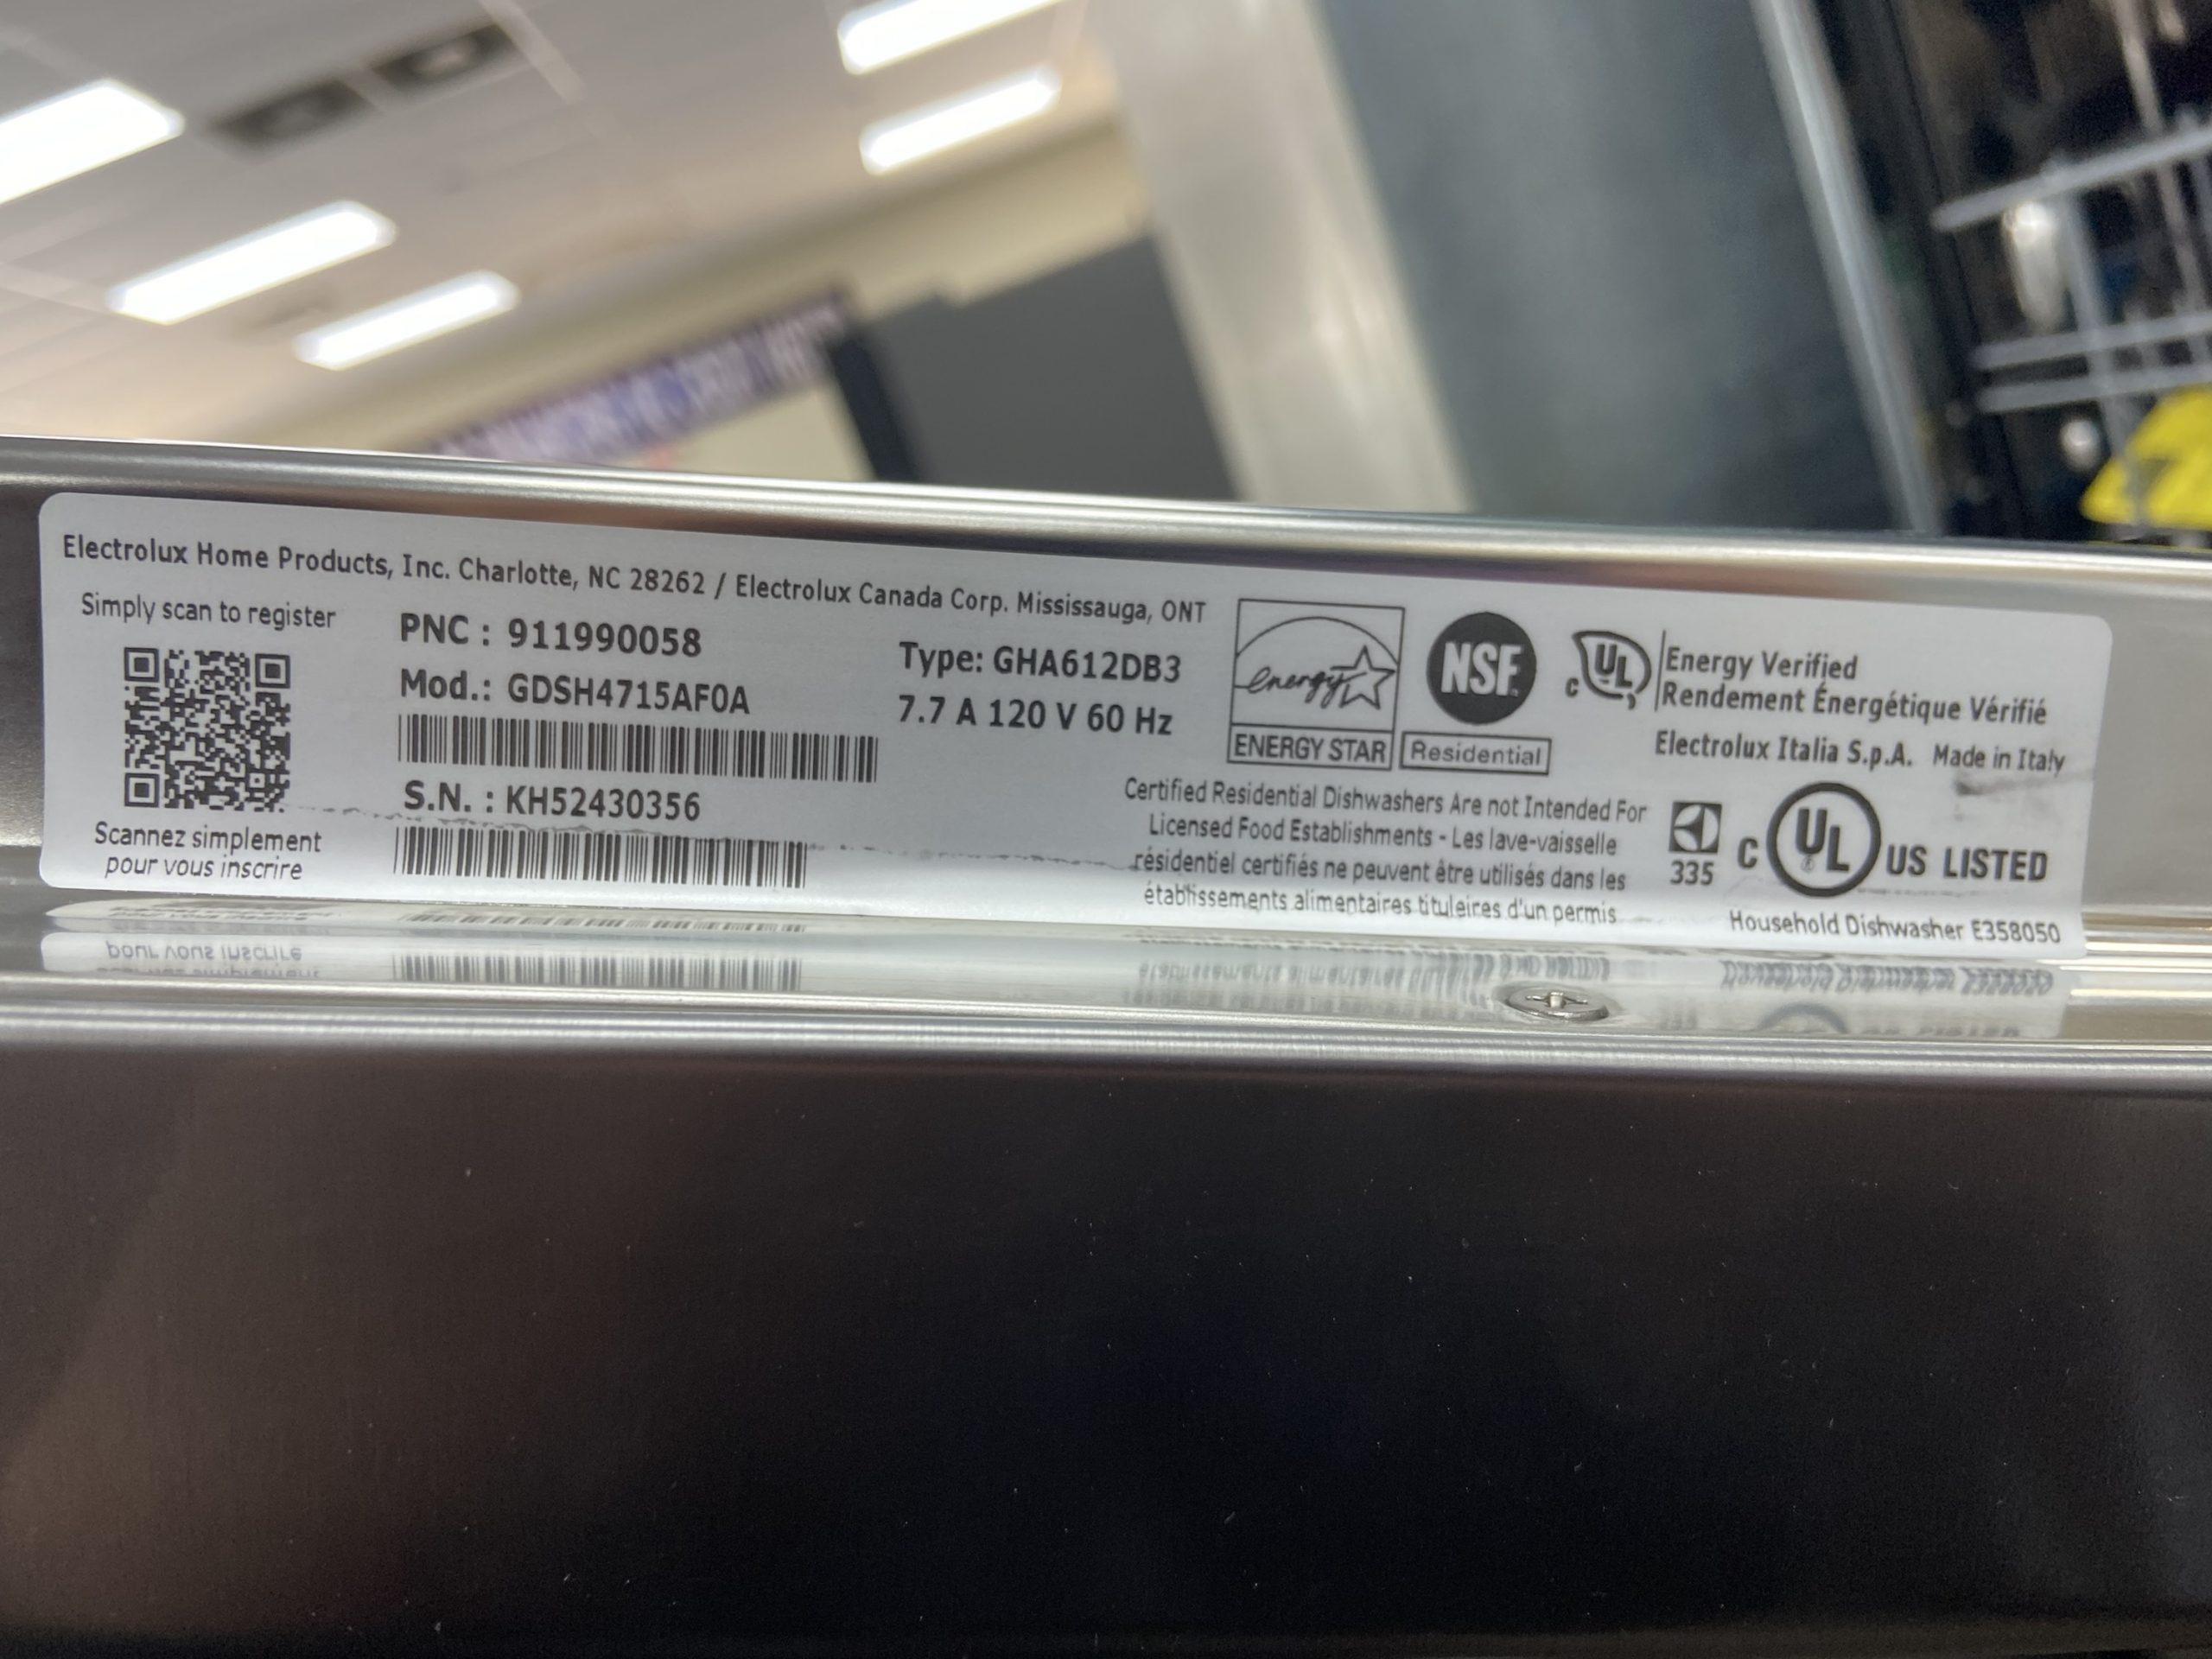 Electrolux Home Products, Inc. Charlotte, NC 28262 / Electrolux Canada Corp. Mississauga, ONT
Simply scan to register
Scannez simplement
pour vous inscrire
PNC : 911990058
Mod.: GDSH4715AF0A
S.N. : KH52430356
Type: GHA612DB3
7.7 A 120 V 60 Hz
energy
ENERGY STAR
NSF
Residential
c UL
Energy Verified
Rendement Énergétique Vérifié
Electrolux Italia S.p.A. Made in Italy
Certified Residential Dishwashers Are not Intended For
Licensed Food Establishments - Les lave-vaisselle
résidentiel certifiés ne peuvent être utilisés dans les
établissements alimentaires tituleires d'un permis
335
C UL US LISTED
Household Dishwasher E358050